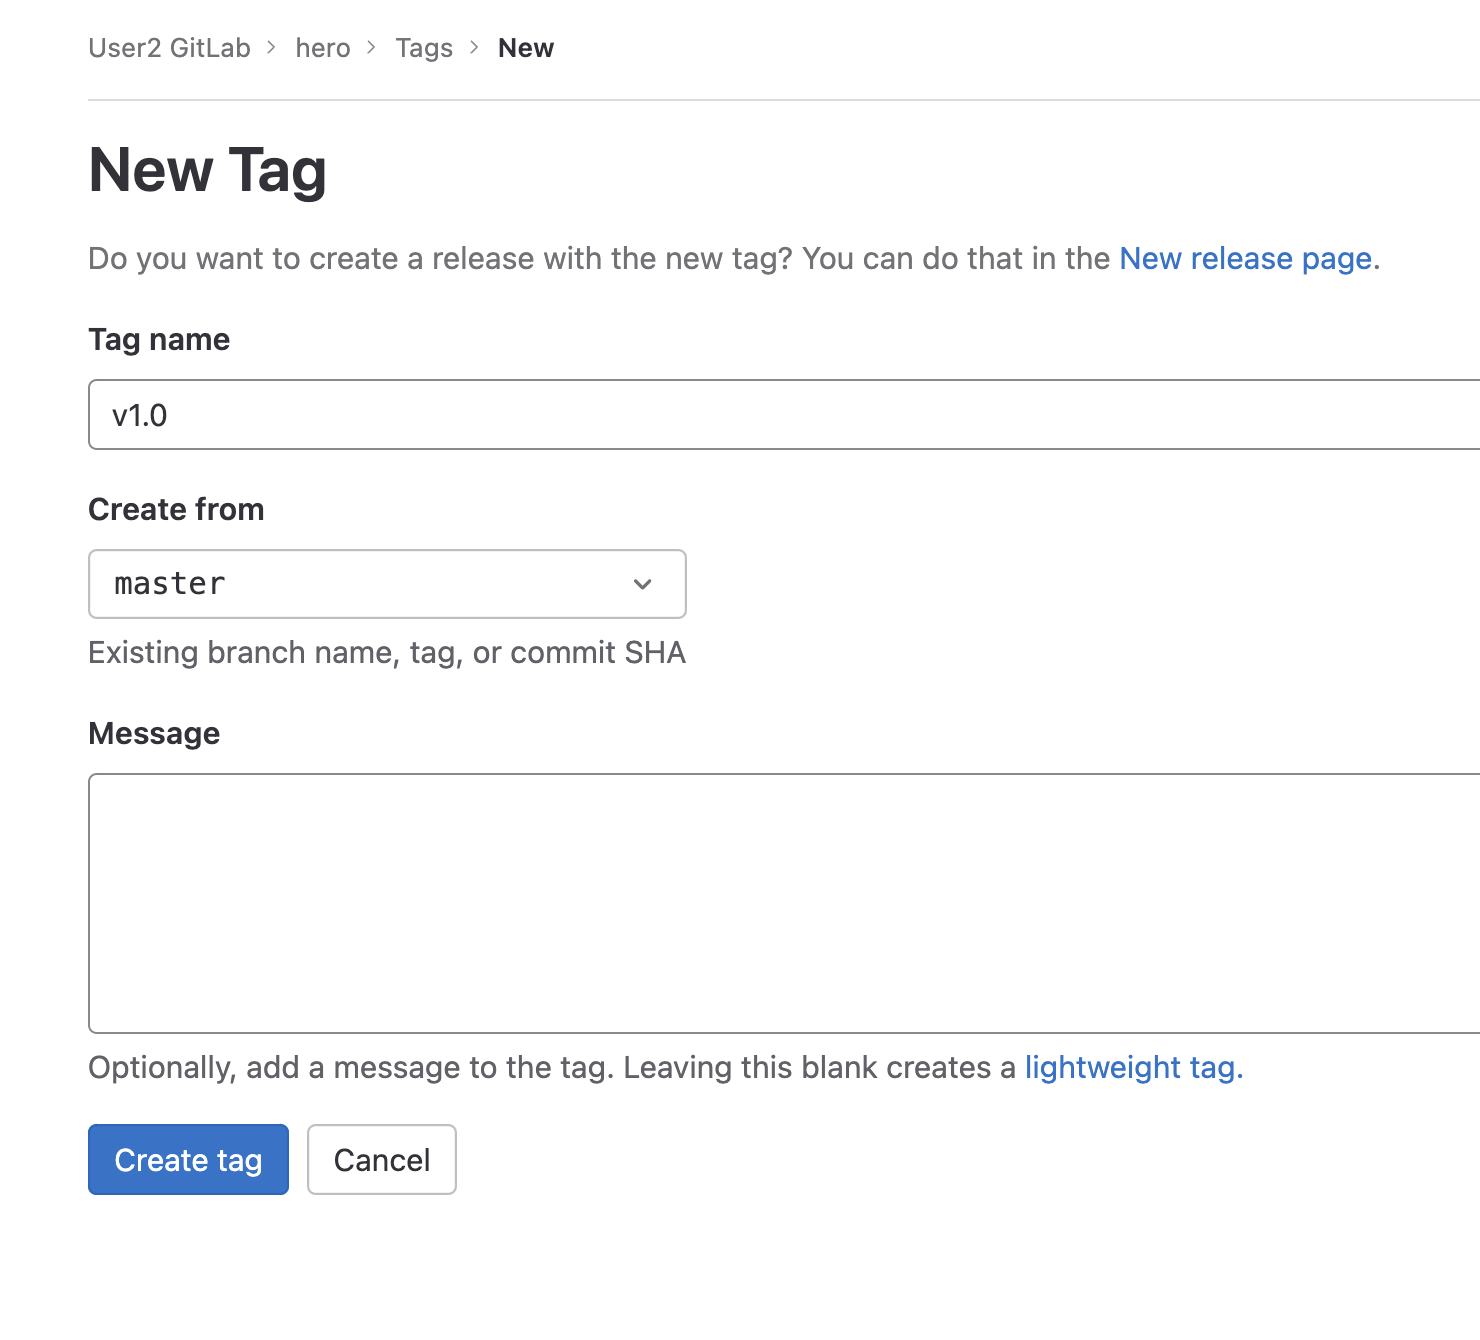 User2 GitLab > hero > Tags > New
New Tag
Do you want to create a release with the new tag? You can do that in the New release page.
Tag name
v1.0
Create from
master
Existing branch name, tag, or commit SHA
Message
Optionally, add a message to the tag. Leaving this blank creates a lightweight tag.
Create tag Cancel